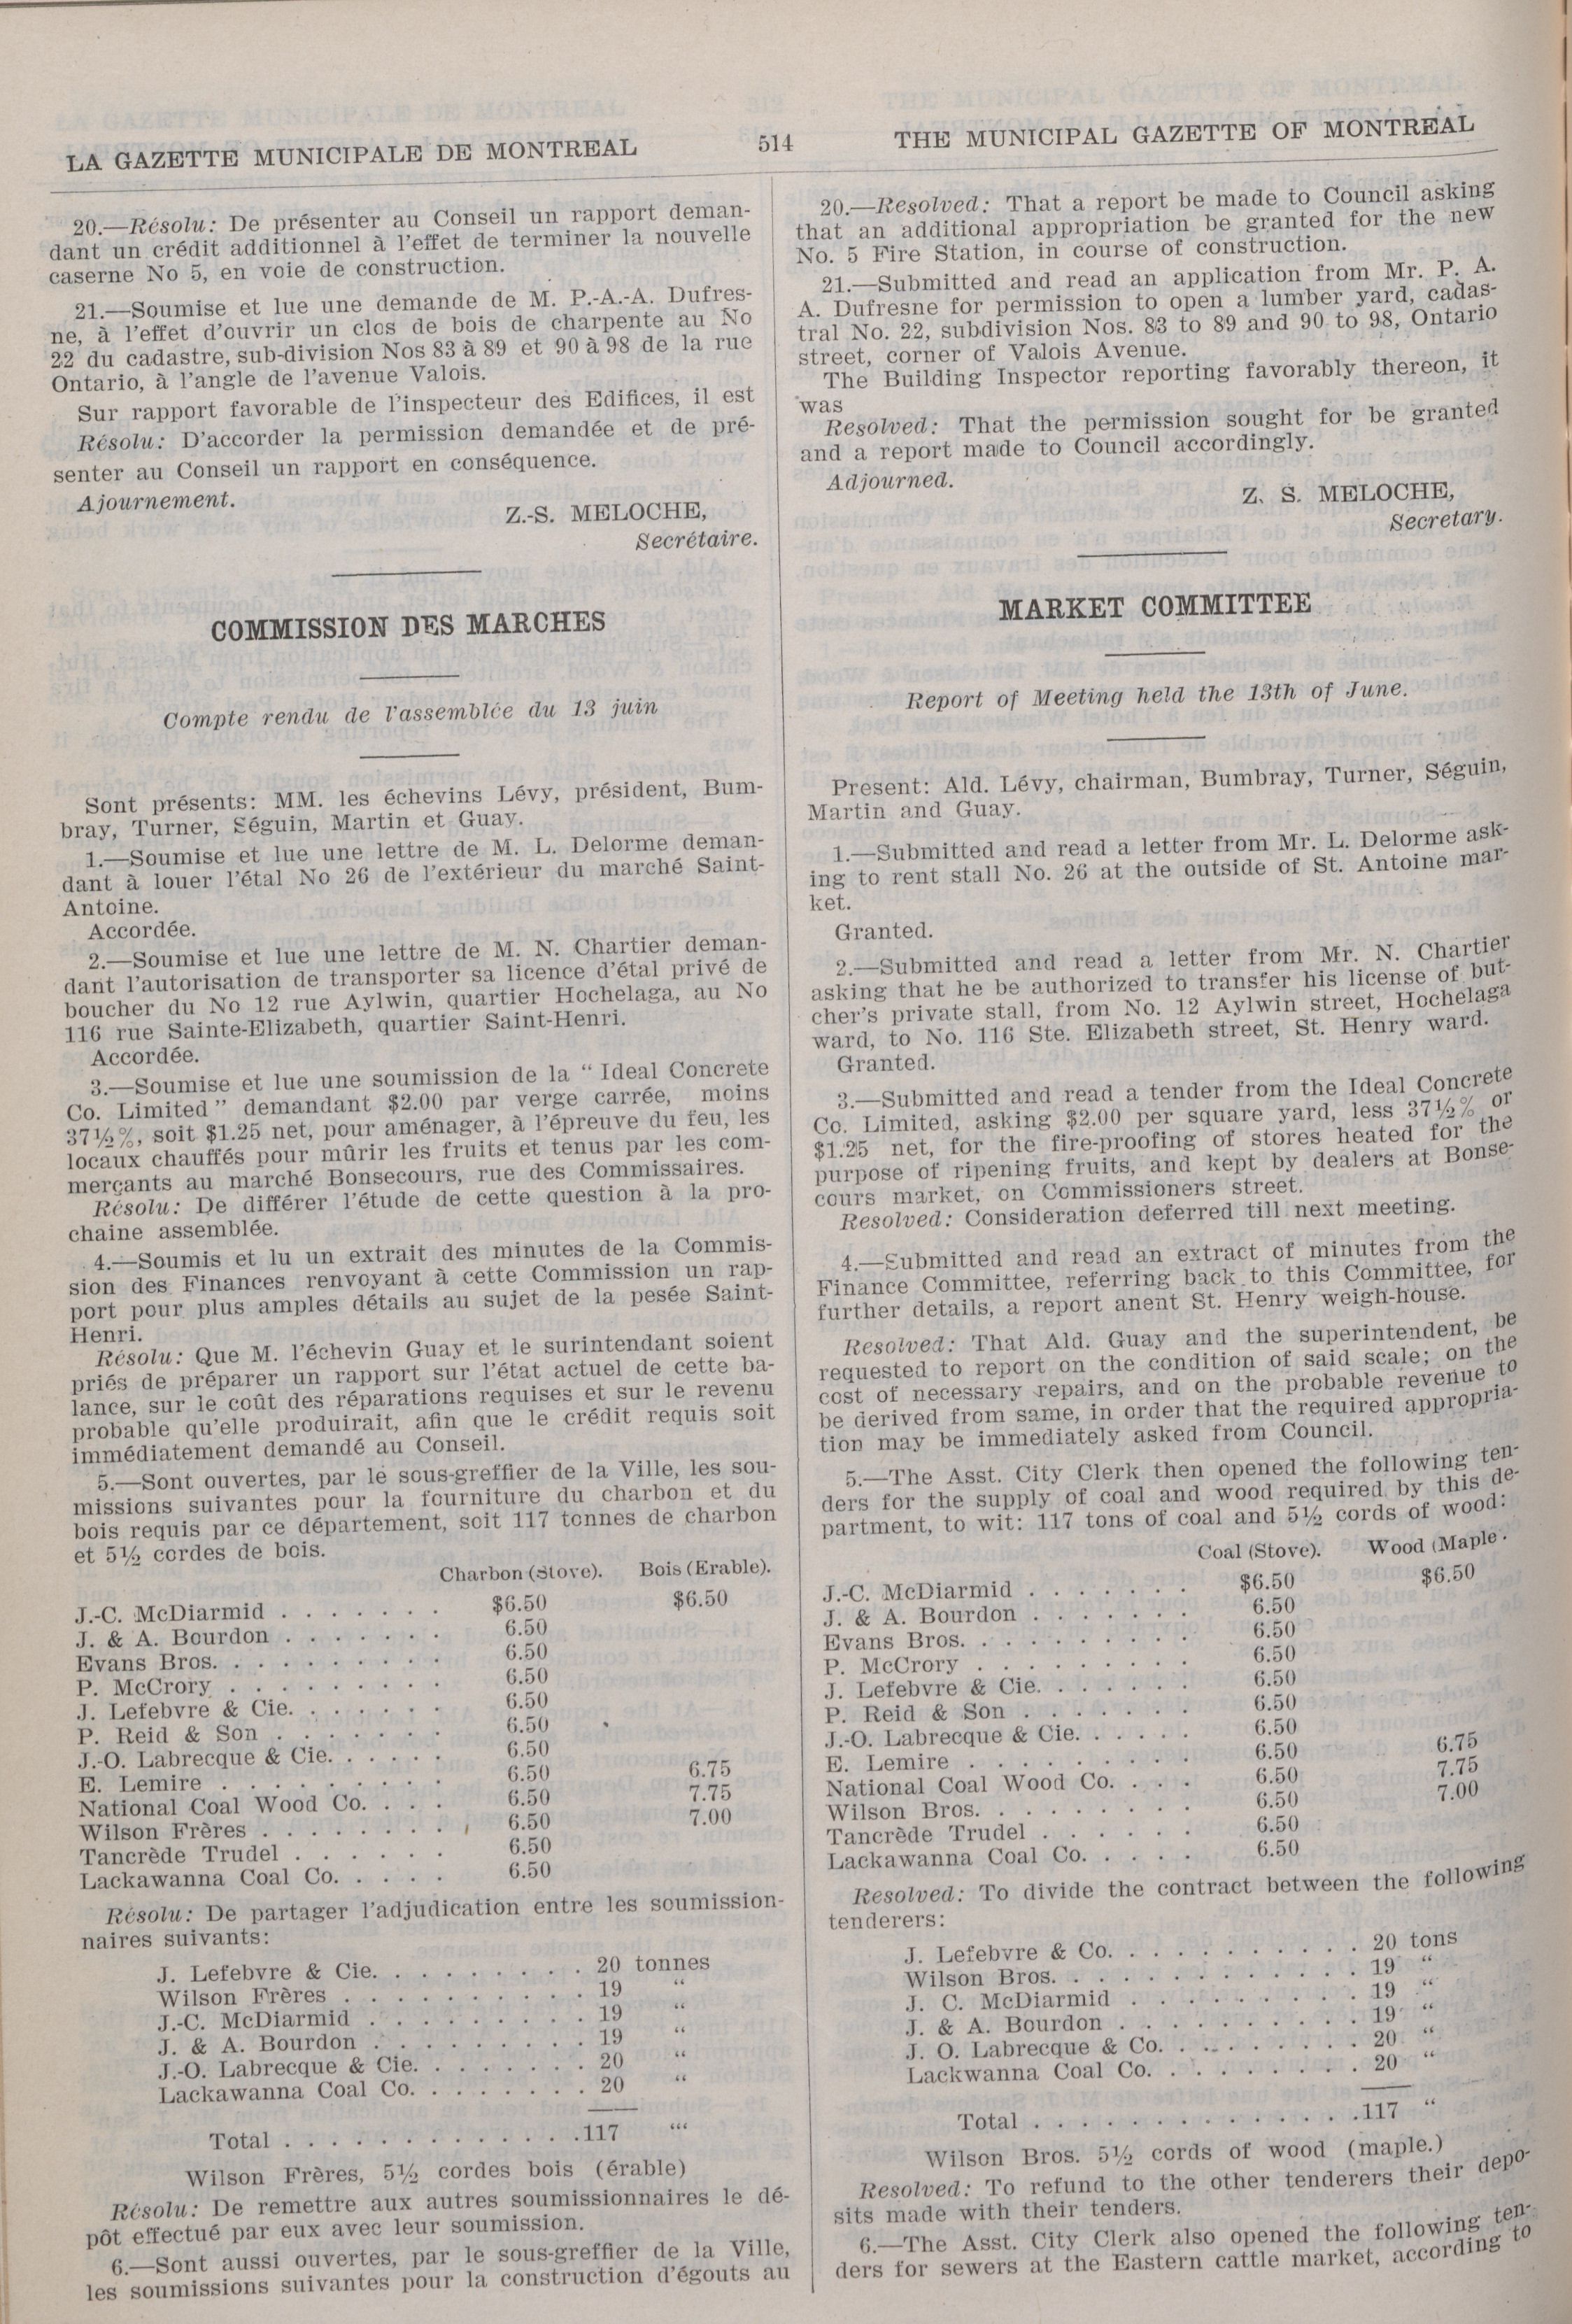 LA GAZETTE MUNICIPALE DE MONTREAL
514
THE MUNICIPAL GAZETTE OF MONTREAL
20.—Résolu: De présenter au Conseil un rapport deman-
dant un crédit additionnel à l'effet de terminer la nouvelle
caserne No 5, en voie de construction.
21.—Soumise et lue une demande de M. P.-A.-A. Dufres-
ne, à l'effet d'ouvrir un clos de bois de charpente au No
22 du cadastre, sub-division Nos 83 à 89 et 90 à 98 de la rue
Ontario, à l'angle de l'avenue Valois.
Sur rapport favorable de l'inspecteur des Edifices, il est
Résolu: D'accorder la permission demandée et de pré-
senter au Conseil un rapport en conséquence.
Ajournement.
Z.-S. MELOCHE,
Secrétaire.
COMMISSION DES MARCHES
Compte rendu de l'assemblée du 13 juin
Sont présents: MM. les échevins Lévy, président, Bum-
bray, Turner, Séguin, Martin et Guay.
1.—Soumise et lue une lettre de M. L. Delorme deman-
dant à louer l'étal No 26 de l'extérieur du marché Saint-
Antoine.
Accordée.
2.—Soumise et lue une lettre de M. N. Chartier deman-
dant l'autorisation de transporter sa licence d'étal privé de
boucher du No 12 rue Aylwin, quartier Hochelaga, au No
116 rue Sainte-Elizabeth, quartier Saint-Henri.
Accordée.
3.—Soumise et lue une soumission de la "Ideal Concrete
Co. Limited" demandant $2.00 par verge carrée, moins
37½%, soit $1.25 net, pour aménager, à l'épreuve du feu, les
locaux chauffés pour mûrir les fruits et tenus par les com-
merçants au marché Bonsecours, rue des Commissaires.
Résolu: De différer l'étude de cette question à la pro-
chaine assemblée.
4.—Soumis et lu un extrait des minutes de la Commis-
sion des Finances renvoyant à cette Commission un rap-
port pour plus amples détails au sujet de la pesée Saint-
Henri.
Résolu: Que M. l'échevin Guay et le surintendant soient
priés de préparer un rapport sur l'état actuel de cette ba-
lance, sur le coût des réparations requises et sur le revenu
probable qu'elle produirait, afin que le crédit requis soit
immédiatement demandé au Conseil.
5.—Sont ouvertes, par le sous-greffier de la Ville, les sou-
missions suivantes pour la fourniture du charbon et du
bois requis par ce département, soit 117 tonnes de charbon
et 5½ cordes de bois.
Charbon (Stove). Bois (Erable).
J.-C. McDiarmid . . . . . . . $6.50 $6.50
J. & A. Bourdon . . . . . . . 6.50
Evans Bros. . . . . . . . . . 6.50
P. McCrory . . . . . . . . . 6.50
J. Lefebvre & Cie. . . . . . . 6.50
P. Reid & Son . . . . . . . 6.50
J.-O. Labrecque & Cie. . . . . . 6.50
E. Lemire . . . . . . . . . 6.50 6.75
National Coal Wood Co. . . . 6.50 7.75
Wilson Frères . . . . . . . . 6.50 7.00
Tancrède Trudel . . . . . . 6.50
Lackawanna Coal Co. . . . . 6.50
Résolu: De partager l'adjudication entre les soumission-
naires suivants:
J. Lefebvre & Cie. . . . . . . . . 20 tonnes
Wilson Frères . . . . . . . . . . 19 "
J.-C. McDiarmid . . . . . . . . . 19 "
J. & A. Bourdon . . . . . . . . . 19 "
J.-O. Labrecque & Cie. . . . . . . . 20 "
Lackawanna Coal Co. . . . . . . . 20 "
Total . . . . . . . . . . . . .117 "
Wilson Frères, 5½ cordes bois (érable)
Résolu: De remettre aux autres soumissionnaires le dé-
pôt effectué par eux avec leur soumission.
6.—Sont aussi ouvertes, par le sous-greffier de la Ville,
les soumissions suivantes pour la construction d'égouts au
20.—Resolved: That a report be made to Council asking
that an additional appropriation be granted for the new
No. 5 Fire Station, in course of construction.
21.—Submitted and read an application from Mr. P. A.
A. Dufresne for permission to open a lumber yard, cadas-
tral No. 22, subdivision Nos. 83 to 89 and 90 to 98, Ontario
street, corner of Valois Avenue.
The Building Inspector reporting favorably thereon, it
was
Resolved: That the permission sought for be granted
and a report made to Council accordingly.
Adjourned.
Z. S. MELOCHE,
Secretary.
MARKET COMMITTEE
Report of Meeting held the 13th of June.
Present: Ald. Lévy, chairman, Bumbray, Turner, Séguin,
Martin and Guay.
1.—Submitted and read a letter from Mr. L. Delorme ask-
ing to rent stall No. 26 at the outside of St. Antoine mar-
ket.
Granted.
2.—Submitted and read a letter from Mr. N. Chartier
asking that he be authorized to transfer his license of but-
cher's private stall, from No. 12 Aylwin street, Hochelaga
ward, to No. 116 Ste. Elizabeth street, St. Henry ward.
Granted.
3.—Submitted and read a tender from the Ideal Concrete
Co. Limited, asking $2.00 per square yard, less 37½% or
$1.25 net, for the fire-proofing of stores heated for the
purpose of ripening fruits, and kept by dealers at Bonse-
cours market, on Commissioners street.
Resolved: Consideration deferred till next meeting.
4.—Submitted and read an extract of minutes from the
Finance Committee, referring back to this Committee, for
further details, a report anent St. Henry weigh-house.
Resolved: That Ald. Guay and the superintendent, be
requested to report on the condition of said scale; on the
cost of necessary repairs, and on the probable revenue to
be derived from same, in order that the required appropria-
tion may be immediately asked from Council.
5.—The Asst. City Clerk then opened the following ten-
ders for the supply of coal and wood required by this de-
partment, to wit: 117 tons of coal and 5½ cords of wood:
Coal (Stove). Wood (Maple.
J.-C. McDiarmid . . . . . . . $6.50 $6.50
J. & A. Bourdon . . . . . . . 6.50
Evans Bros. . . . . . . . . . 6.50
P. McCrory . . . . . . . . . 6.50
J. Lefebvre & Cie. . . . . . . 6.50
P. Reid & Son . . . . . . . 6.50
J.-O. Labrecque & Cie. . . . . . 6.50
E. Lemire . . . . . . . . . 6.50 6.75
National Coal Wood Co. . . . 6.50 7.75
Wilson Bros. . . . . . . . . 6.50 7.00
Tancrède Trudel . . . . . . 6.50
Lackawanna Coal Co. . . . . 6.50
Resolved: To divide the contract between the following
tenderers:
J. Lefebvre & Co. . . . . . . . . . . 20 tons
Wilson Bros. . . . . . . . . . . . . 19 "
J. C. McDiarmid . . . . . . . . . 19 "
J. & A. Bourdon . . . . . . . . . . 19 "
J. O. Labrecque & Co. . . . . . . . . 20 "
Lackwanna Coal Co. . . . . . . . . 20 "
Total . . . . . . . . . . . . . .117 "
Wilson Bros. 5½ cords of wood (maple.)
Resolved: To refund to the other tenderers their depo-
sits made with their tenders.
6.—The Asst. City Clerk also opened the following ten-
ders for sewers at the Eastern cattle market, according to